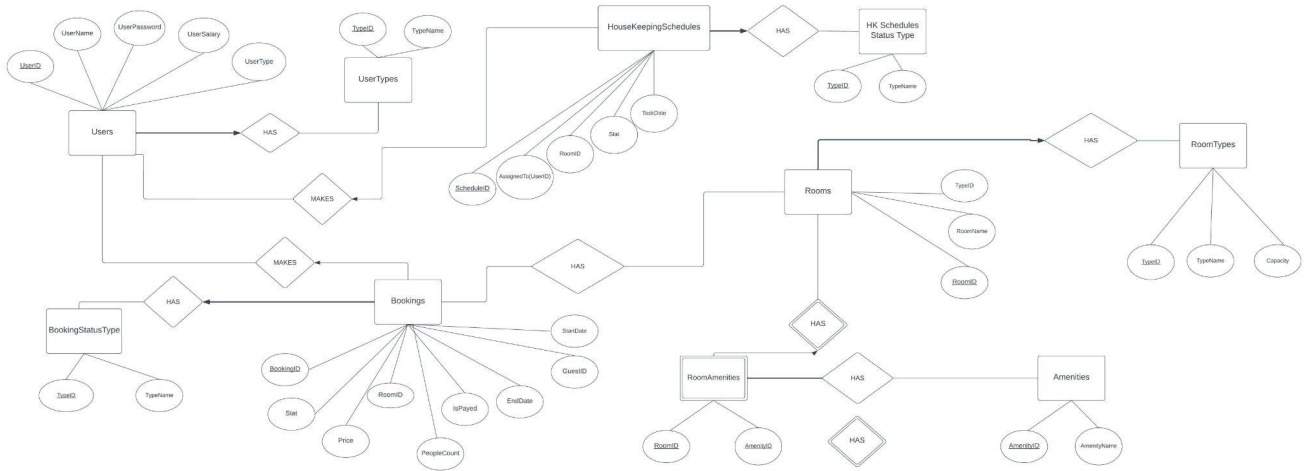 HouseKeepingSchedules
HAS
HK Schedules
Status Type
TypeID
TypeName
UserID
UserName
UserPassword
UserSalary
UserType
TypeID
TypeName
UserTypes
Users
HAS
MAKES
ScheduleID
AssignedTo(UserID)
RoomID
Stat
TaskDate
HAS
RoomTypes
TypeID
TypeName
Capacity
Rooms
TypeID
RoomName
RoomID
MAKES
HAS
HAS
BookingStatusType
TypeID
TypeName
Bookings
BookingID
Stat
Price
RoomID
PeopleCount
IsPayed
EndDate
GuestID
StartDate
HAS
RoomAmenities
HAS
Amenities
RoomID
AmenityID
HAS
AmenityID
AmenityName